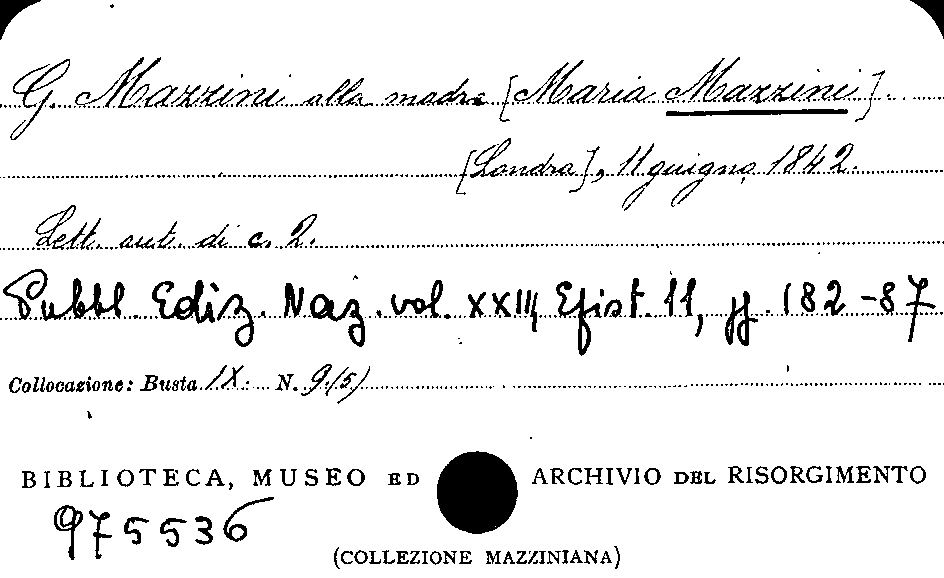 G. Mazzini alla madre [Maria Mazzini].
[Londra], 11 giugno 1842.
Lett. aut. di c. 2.
Pubbl. Ediz. Naz. vol. XXIII, Epist. 11, pp. 182-87
Collocazione: Busta IX. N. 9.(5)
BIBLIOTECA, MUSEO ED ARCHIVIO DEL RISORGIMENTO
975536
(COLLEZIONE MAZZINIANA)